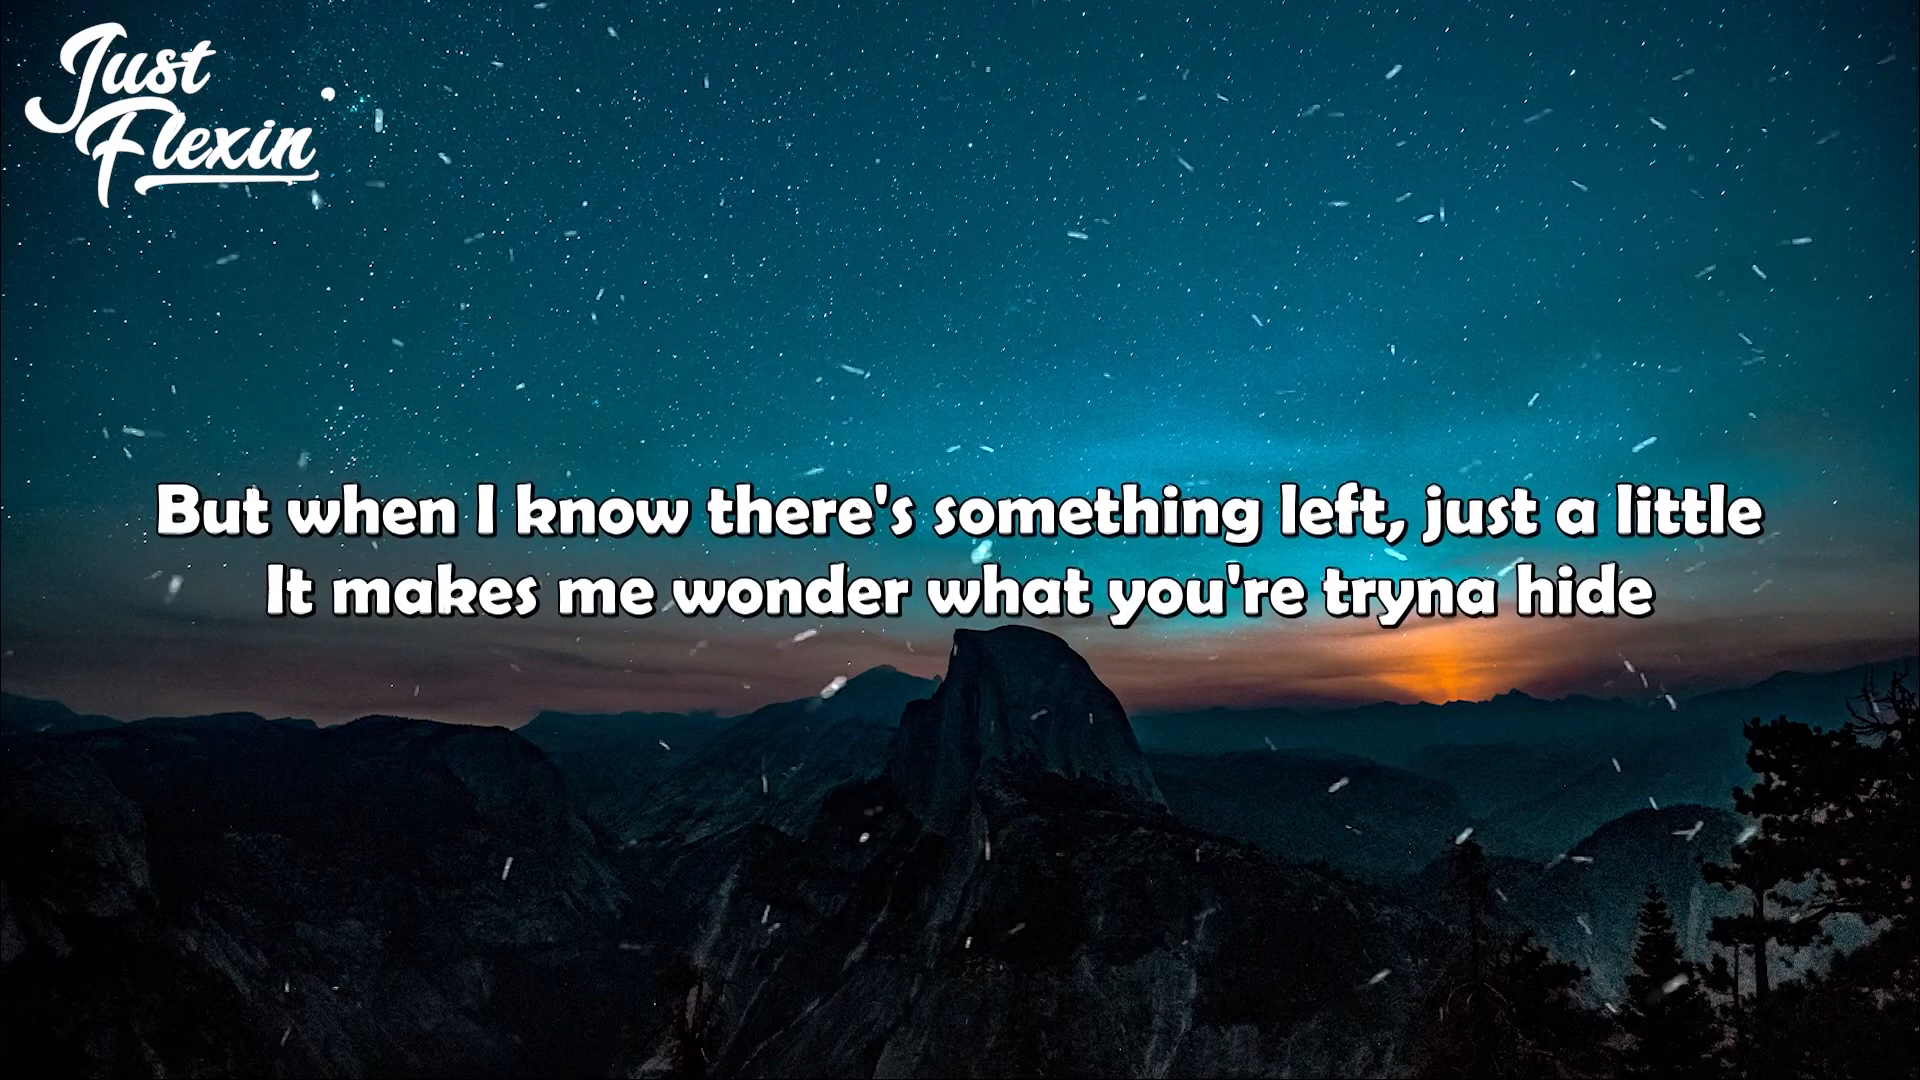 Just
Flexin'
But when I know there's something left, just a little
It makes me wonder what you're tryna hide